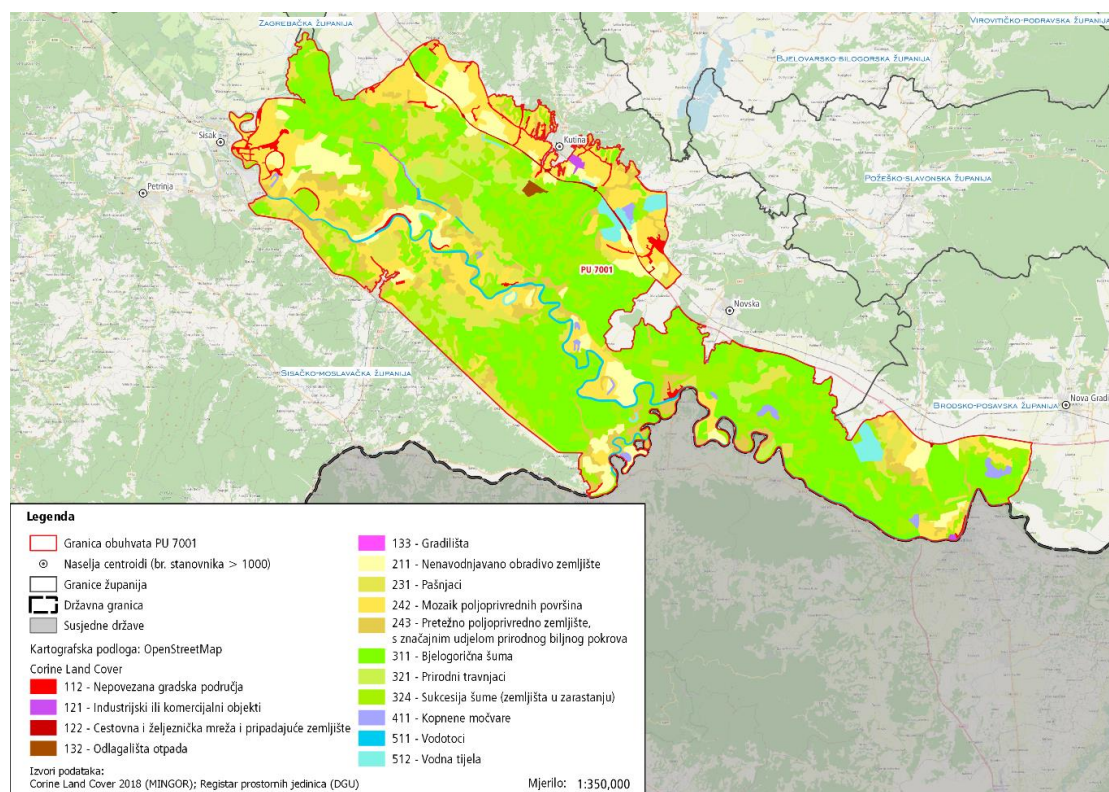 ZAGREBAČKA ŽUPANIJA
VIROVITIČKO-PODRAVSKA ŽUPANIJA
BJELOVARSKO-BILOGORSKA ŽUPANIJA
Sisak
Kutina
Petrinja
POŽEŠKO-SLAVONSKA ŽUPANIJA
PU 7001
Novska
SISAČKO-MOSLAVAČKA ŽUPANIJA
BRODSKO-POSAVSKA ŽUPANIJA
Nova Gradi
Legenda
Granica obuhvata PU 7001
Naselja centroidi (br. stanovnika > 1000)
Granice županija
Državna granica
Susjedne države
Kartografska podloga: OpenStreetMap
Corine Land Cover
112 - Nepovezana gradska područja
121 - Industrijski ili komercijalni objekti
122 - Cestovna i željeznička mreža i pripadajuće zemljište
132 - Odlagališta otpada
133 - Gradilišta
211 - Nenavodnjavano obradivo zemljište
231 - Pašnjaci
242 - Mozaik poljoprivrednih površina
243 - Pretežno poljoprivredno zemljište,
s značajnim udjelom prirodnog biljnog pokrova
311 - Bjelogorična šuma
321 - Prirodni travnjaci
324 - Sukcesija šume (zemljišta u zarastanju)
411 - Kopnene močvare
511 - Vodotoci
512 - Vodna tijela
Izvori podataka:
Corine Land Cover 2018 (MINGOR); Registar prostornih jedinica (DGU)
Mjerilo: 1:350,000